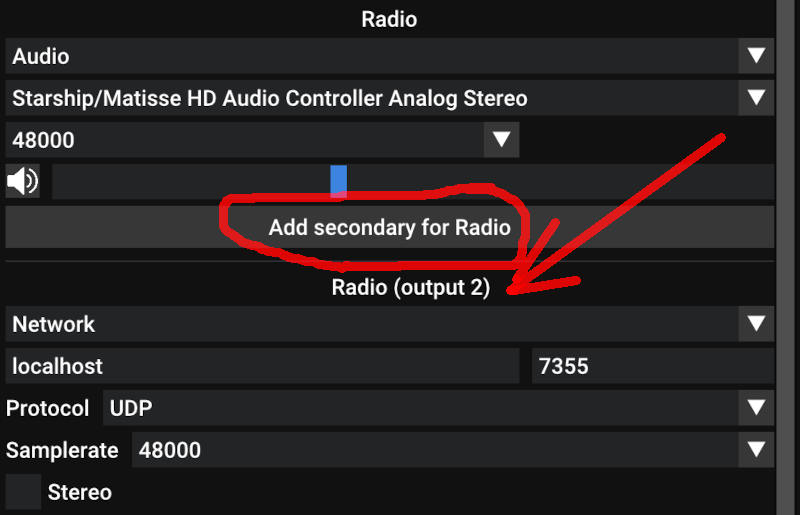 Radio
Audio
Starship/Matisse HD Audio Controller Analog Stereo
48000
Add secondary for Radio
Radio (output 2)
Network
localhost 7355
Protocol UDP
Samplerate 48000
Stereo